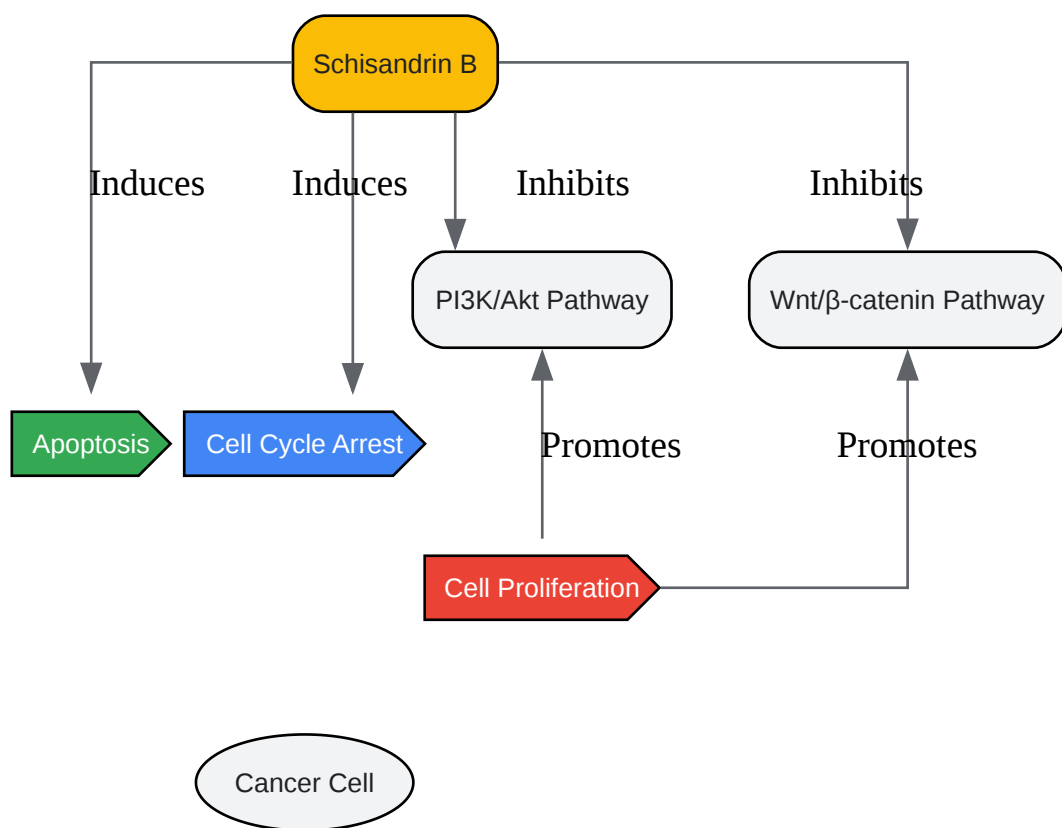 Schisandrin B
Induces
Induces
Inhibits
Inhibits
PI3K/Akt Pathway
Wnt/β-catenin Pathway
Apoptosis
Cell Cycle Arrest
Promotes
Promotes
Cell Proliferation
Cancer Cell